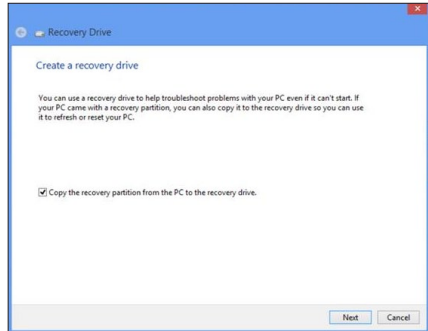 Recovery Drive
Create a recovery drive
You can use a recovery drive to help troubleshoot problems with your PC even if it can't start. If
your PC came with a recovery partition, you can also copy it to the recovery drive so you can use
it to refresh or reset your PC.
Copy the recovery partition from the PC to the recovery drive.
Next Cancel